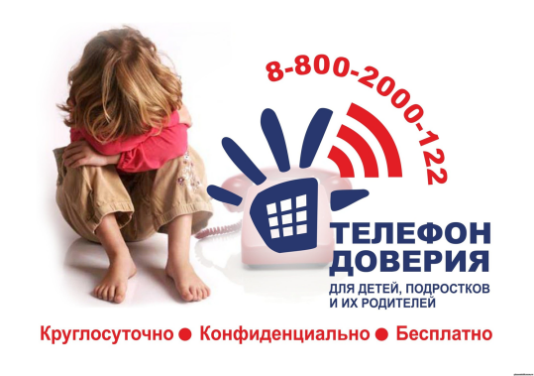 8-800-2000-122
ТЕЛЕФОН
ДОВЕРИЯ
ДЛЯ ДЕТЕЙ, ПОДРОСТКОВ
И ИХ РОДИТЕЛЕЙ
Круглосуточно ● Конфиденциально ● Бесплатно